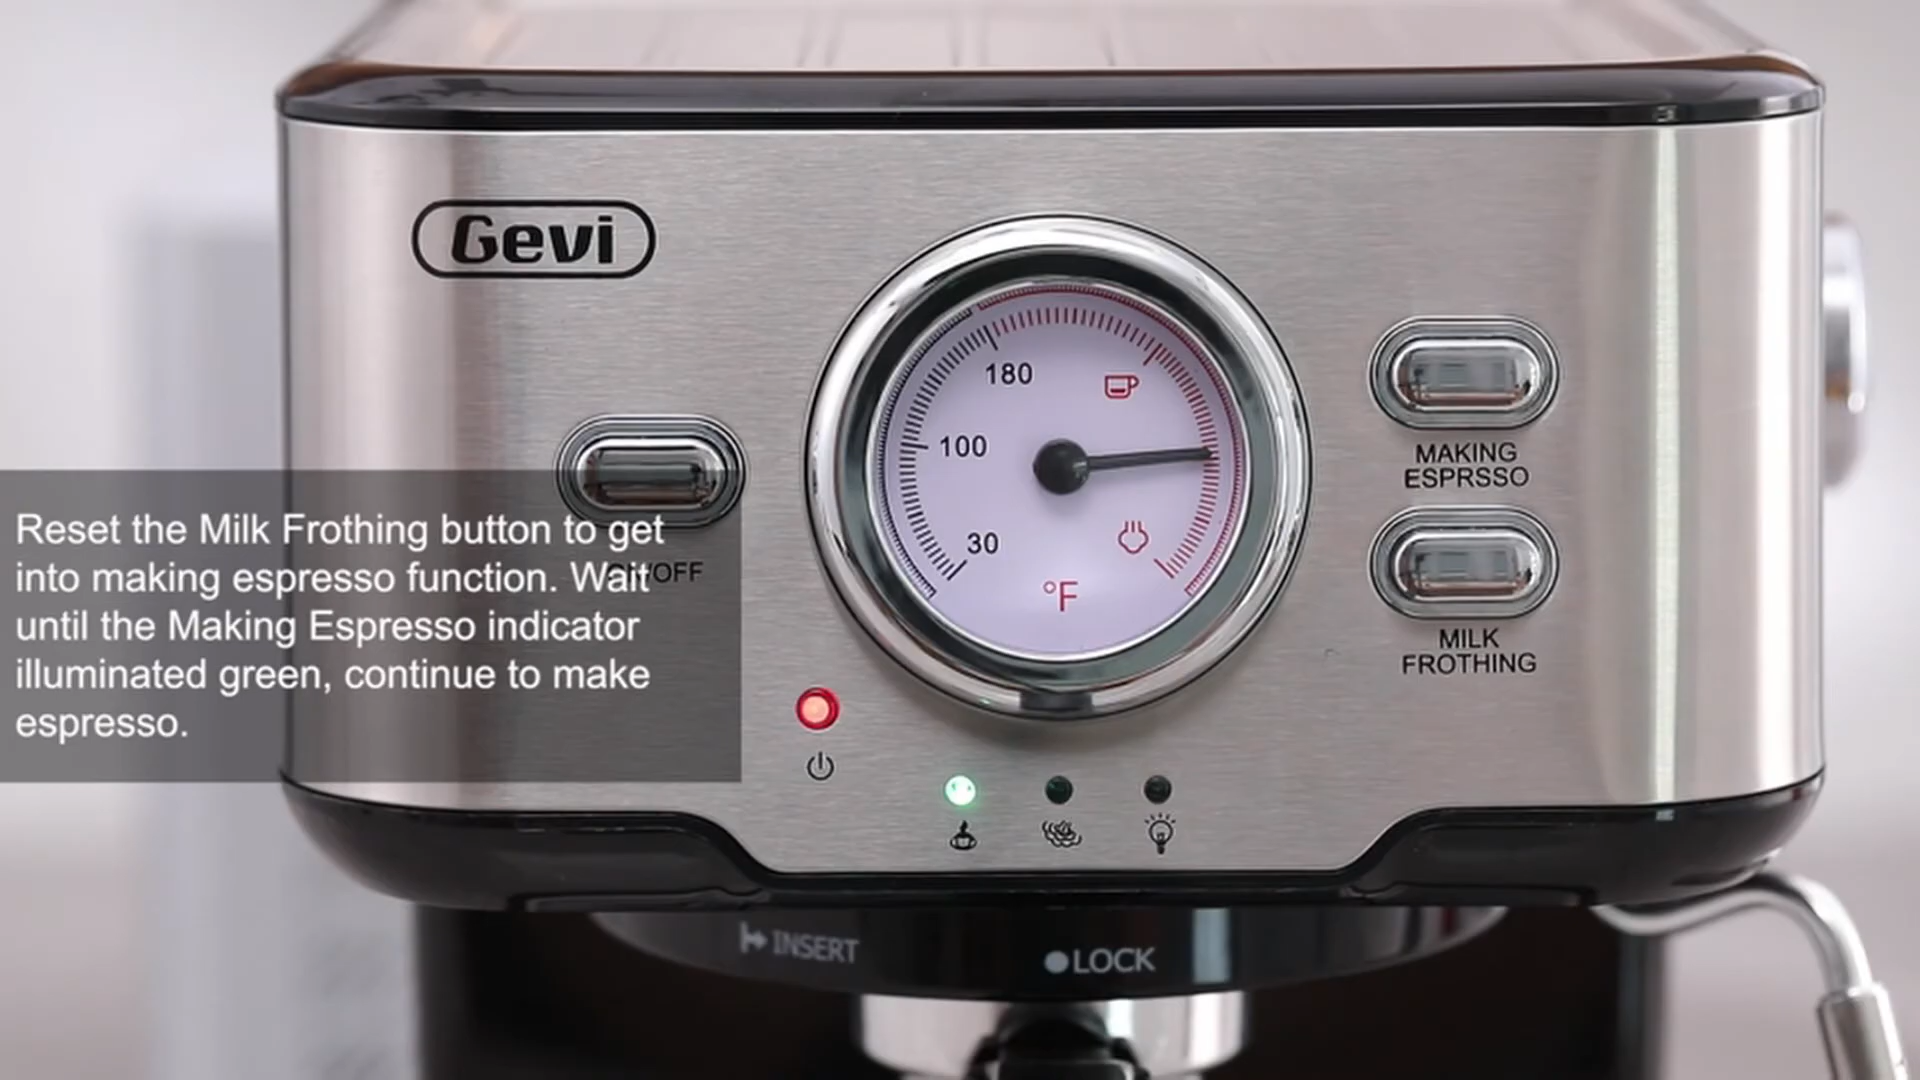 Gevi
180
100
30
°F
MAKING
ESPRSSO
MILK
FROTHING
/OFF
Reset the Milk Frothing button to get
into making espresso function. Wait
until the Making Espresso indicator
illuminated green, continue to make
espresso.
INSERT
LOCK